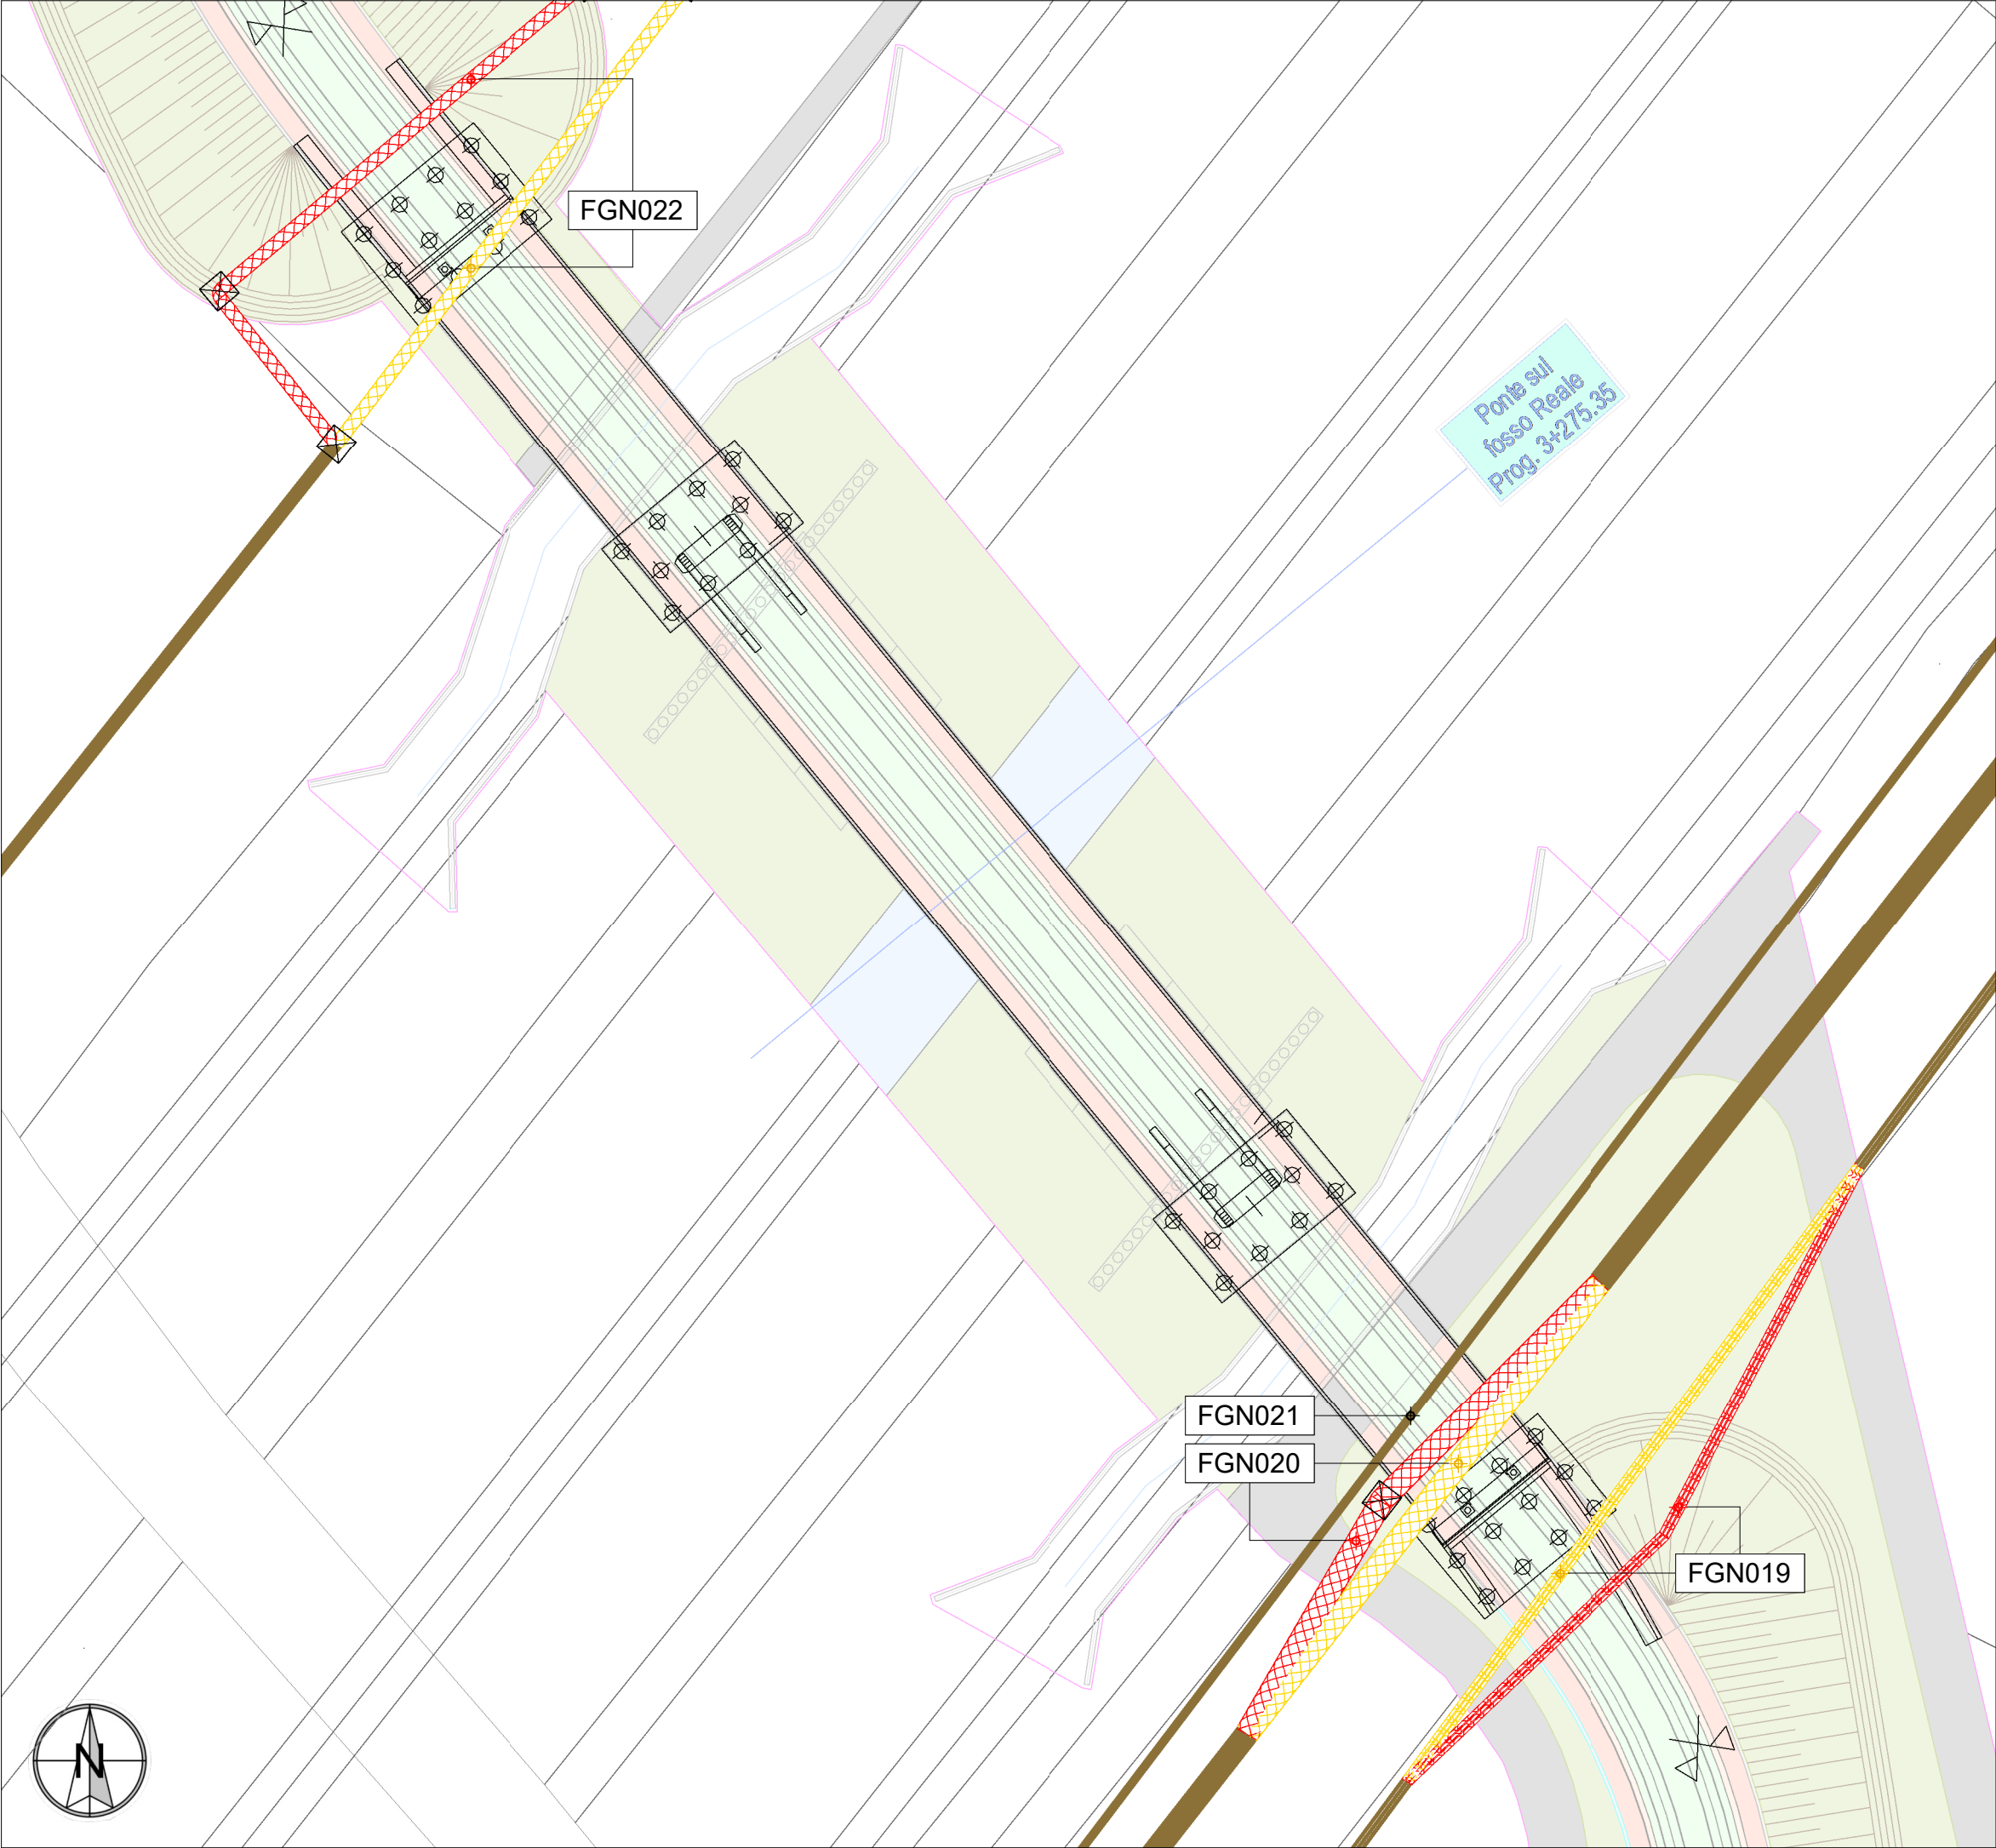 FGN022
Ponte sul
fosso Reale
Prog. 3+275.35
FGN021
FGN020
FGN019
N